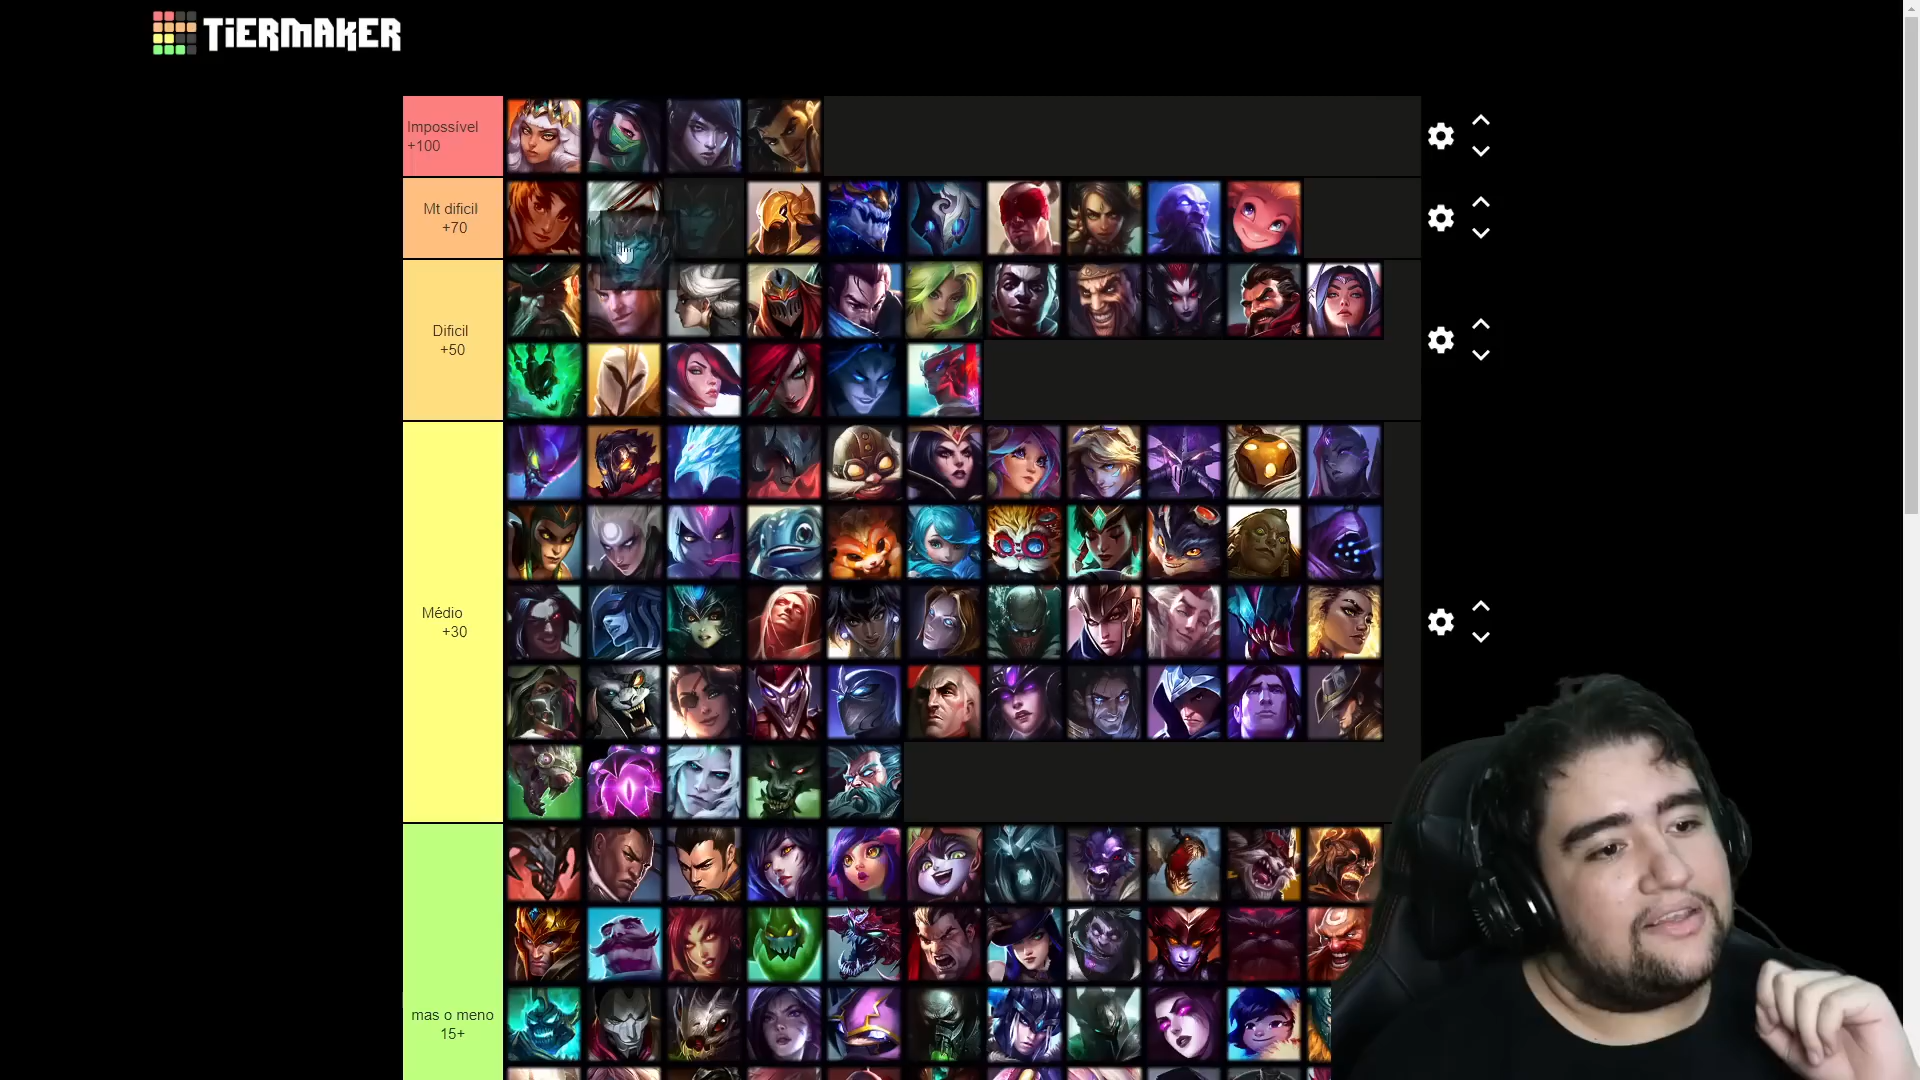 TIERMAKER
Impossível
+100
Mt dificil
+70
Dificil
+50
Médio
+30
mas o meno
15+